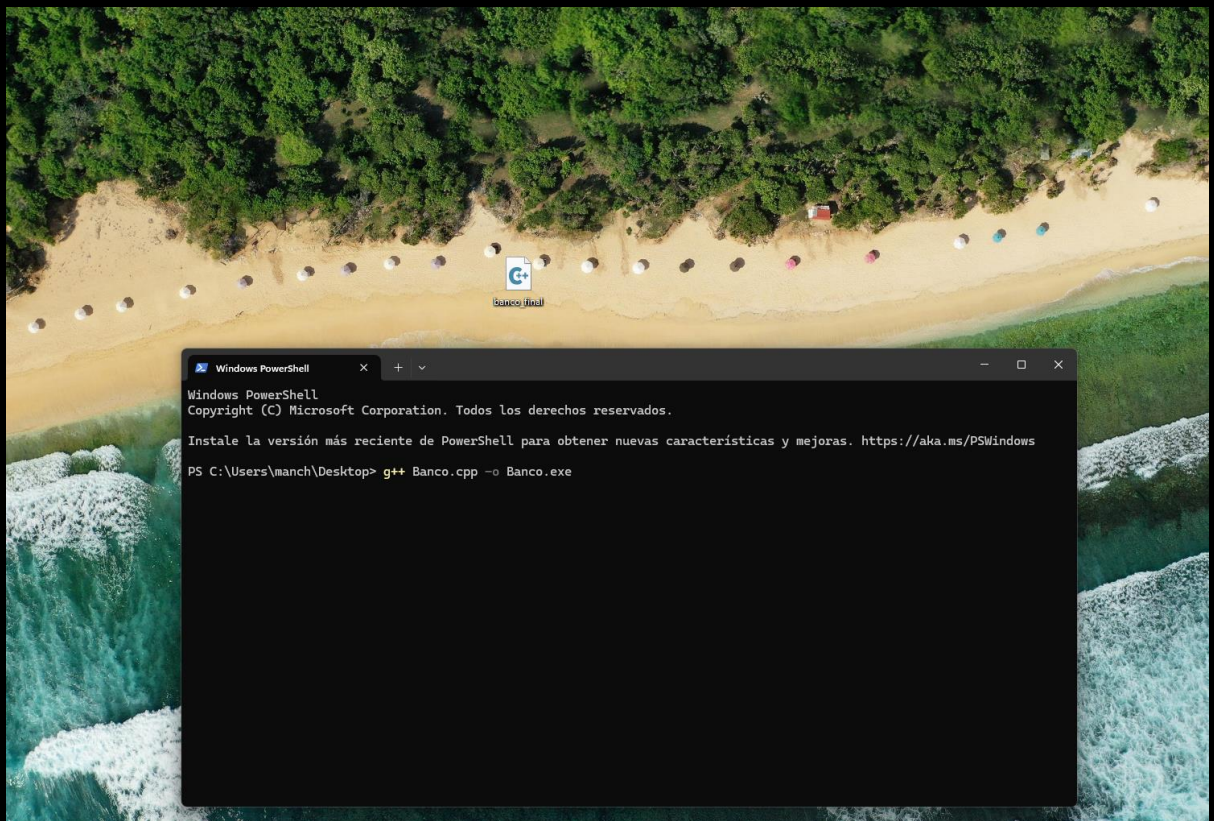 C++
banco_final
Windows PowerShell
Windows PowerShell
Copyright (C) Microsoft Corporation. Todos los derechos reservados.
Instale la versión más reciente de PowerShell para obtener nuevas características y mejoras. https://aka.ms/PSWindows
PS C:\Users\manch\Desktop> g++ Banco.cpp -o Banco.exe